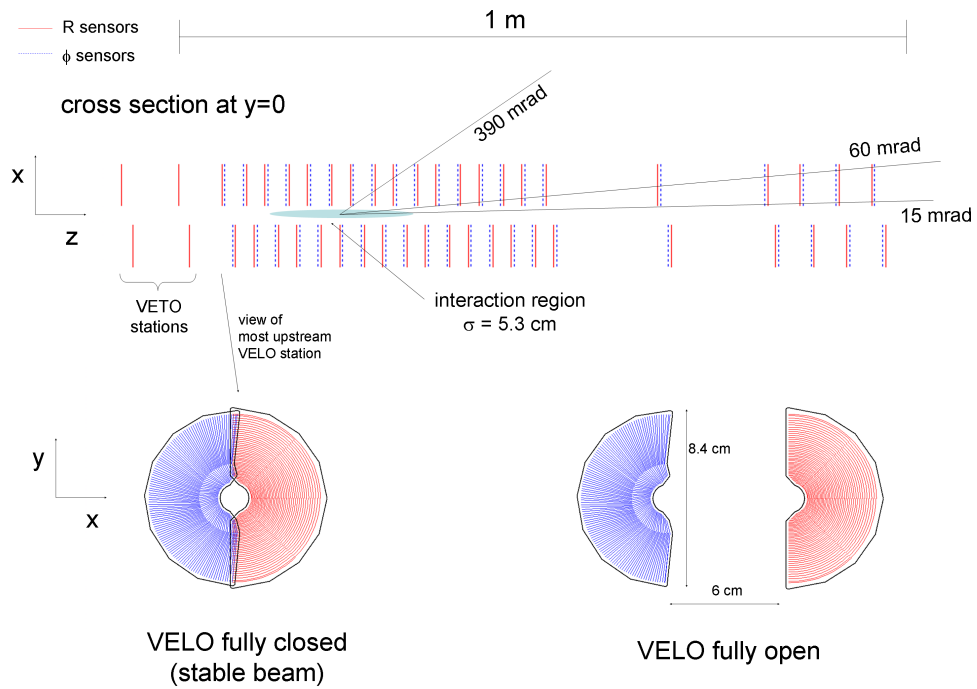 R sensors
ϕ sensors
1 m
cross section at y=0
390 mrad
60 mrad
15 mrad
x
z
VETO
stations
interaction region
σ = 5.3 cm
view of
most upstream
VELO station
y
x
8.4 cm
6 cm
VELO fully closed
(stable beam)
VELO fully open